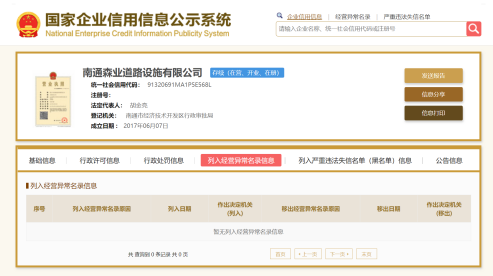 国家企业信用信息公示系统
National Enterprise Credit Information Publicity System
企业信用信息 | 经营异常名录 | 严重违法失信名单
请输入企业名称、统一社会信用代码或注册号
营业执照
南通森业道路设施有限公司 存续（在营、开业、在册）
统一社会信用代码： 91320691MA1P5E568L
注册号：
法定代表人： 胡会亮
登记机关： 南通市经济技术开发区行政审批局
成立日期： 2017年06月07日
发送报告
信息分享
信息打印
基础信息 | 行政许可信息 | 行政处罚信息 | 列入经营异常名录信息 | 列入严重违法失信名单（黑名单）信息 | 公告信息
列入经营异常名录信息
序号 列入经营异常名录原因 列入日期 作出决定机关(列入) 移出经营异常名录原因 移出日期 作出决定机关(移出)
暂无列入经营异常名录信息
共 查询到 0 条记录 共 0 页 首页 上一页 下一页 末页